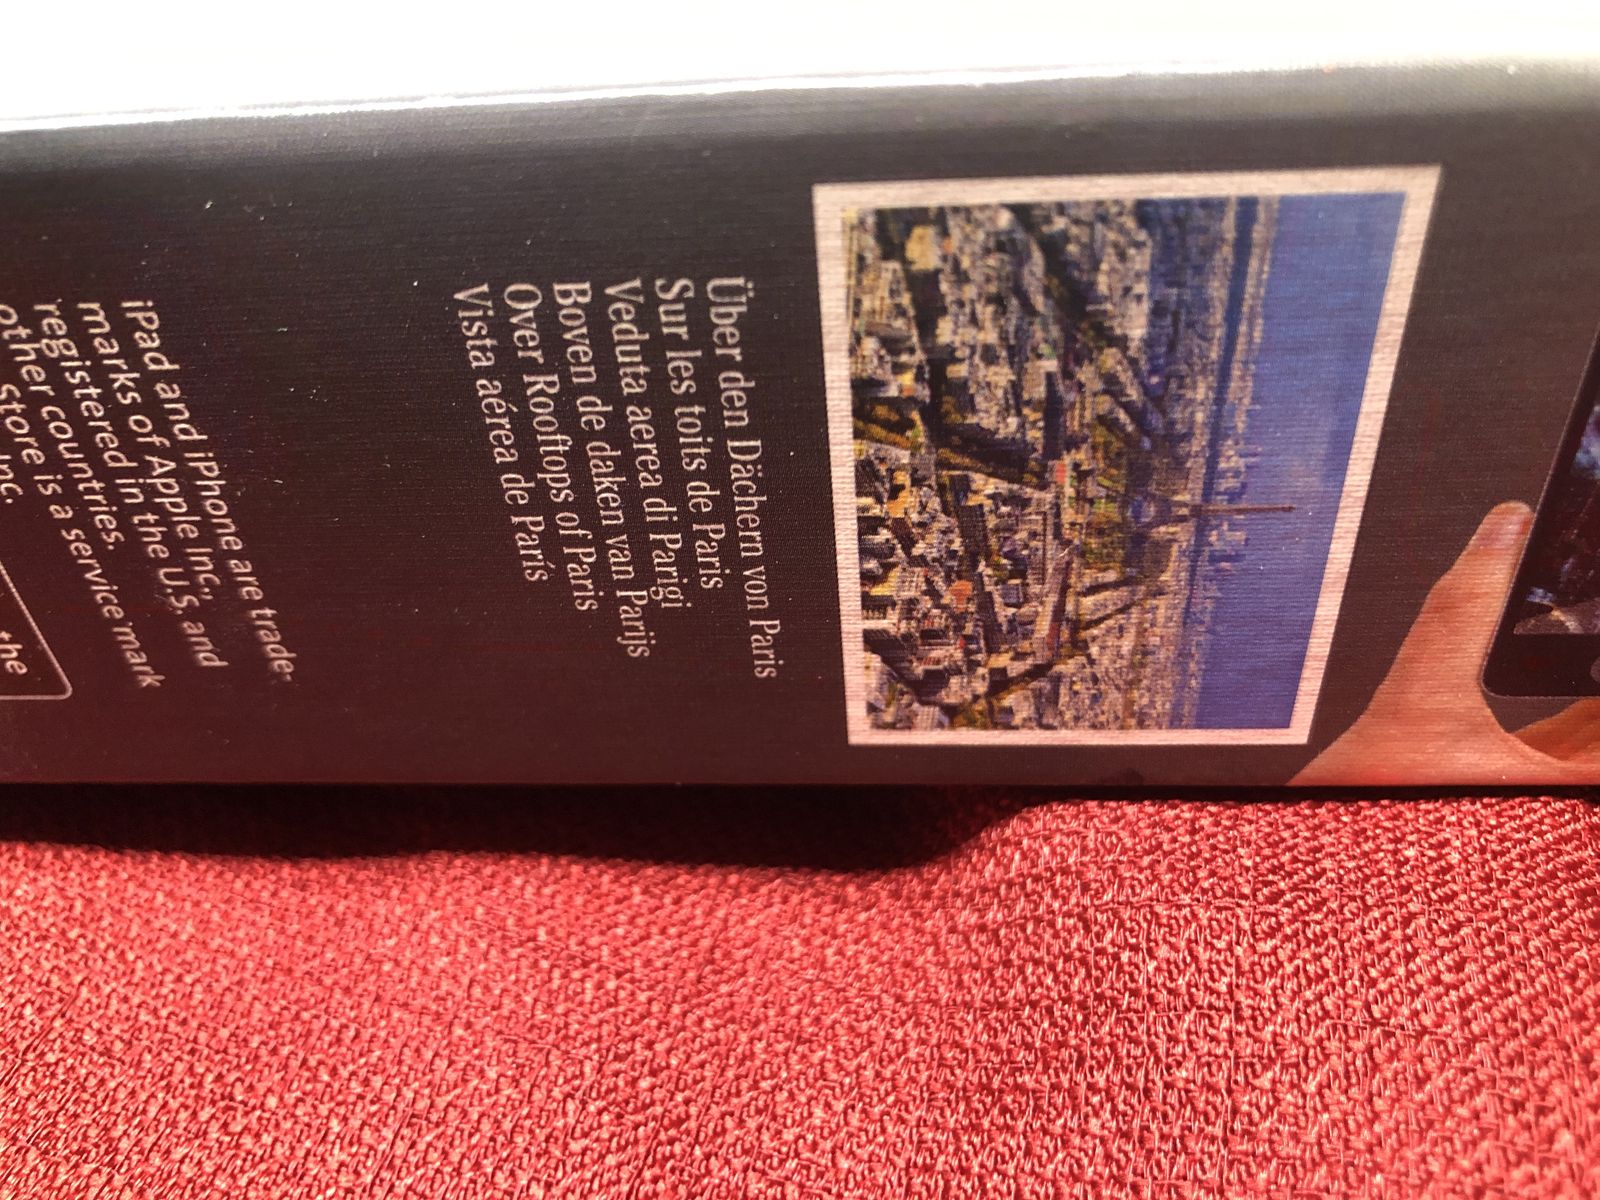 Über den Dächern von Paris
Sur les toits de Paris
Veduta aerea di Parigi
Boven de daken van Parijs
Over Rooftops of Paris
Vista aérea de París
iPad and iPhone are trade-
marks of Apple Inc.,
registered in the U.S. and
other countries.
Store is a service mark
Inc.
the